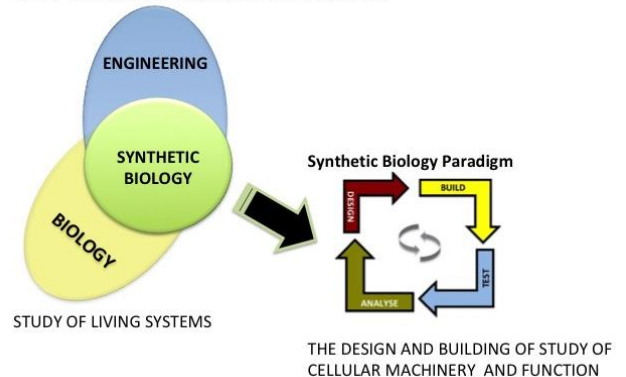 ENGINEERING
SYNTHETIC
BIOLOGY
BIOLOGY
STUDY OF LIVING SYSTEMS
Synthetic Biology Paradigm
DESIGN
BUILD
TEST
ANALYSE
THE DESIGN AND BUILDING OF STUDY OF
CELLULAR MACHINERY AND FUNCTION